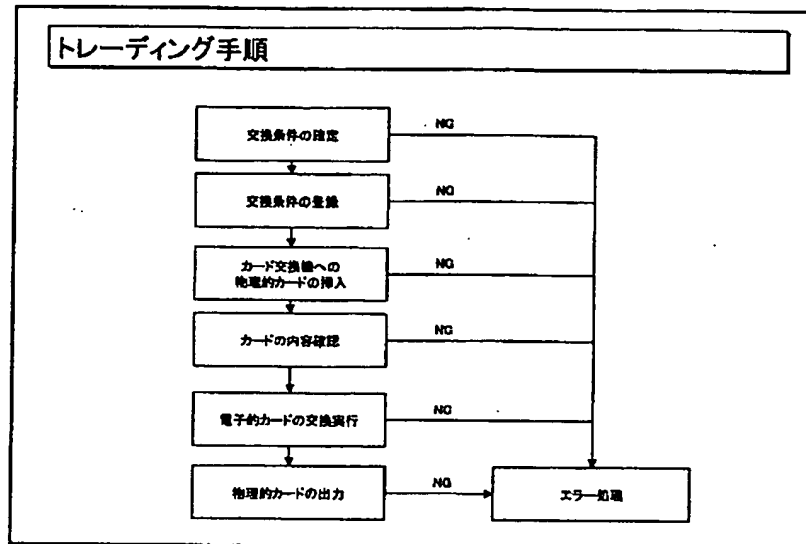 トレーディング手順
交換条件の確定
NG
交換条件の登録
NG
カード交換機への
物理的カードの挿入
NG
カードの内容確認
NG
電子的カードの交換実行
NG
物理的カードの出力
NG
エラー処理